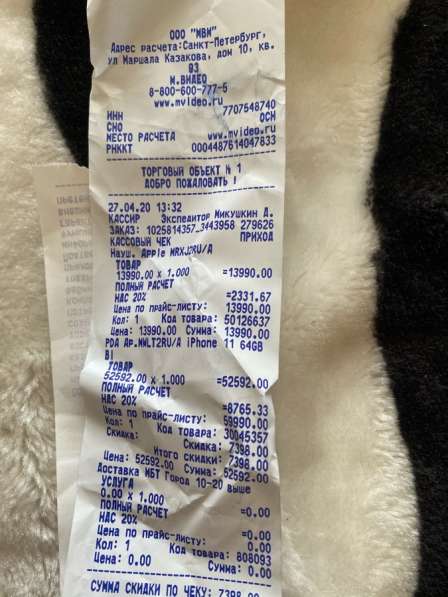 ООО "МВМ"
Адрес расчета:Санкт-Петербург,
ул Маршала Казакова, дом 10, кв.
93
М.ВИДЕО
8-800-600-777-5
www.mvideo.ru
ИНН 7707548740
СНО ОСН
МЕСТО РАСЧЕТА www.mvideo.ru
РНККТ 0004487614047833
ТОРГОВЫЙ ОБЪЕКТ № 1
ДОБРО ПОЖАЛОВАТЬ !
27.04.20 13:32
КАССИР Экспедитор Микушкин А.
ЗАКАЗ: 1025814357_3443958 279626
КАССОВЫЙ ЧЕК ПРИХОД
Науш. Apple MRXJ2RU/A
ТОВАР
13990.00 x 1.000 =13990.00
ПОЛНЫЙ РАСЧЕТ
НДС 20% =2331.67
Цена по прайс-листу: 13990.00
Кол: 1 Код товара: 50126637
Цена: 13990.00 Сумма: 13990.00
PDA Ap.MWLT2RU/A iPhone 11 64GB
Bl
ТОВАР
52592.00 x 1.000 =52592.00
ПОЛНЫЙ РАСЧЕТ
НДС 20% =8765.33
Цена по прайс-листу: 59990.00
Кол: 1 Код товара: 30045357
Скидка: Скидка: 7398.00
Итого скидки: 7398.00
Цена: 52592.00 Сумма: 52592.00
Доставка МБТ Город 10-20 выше
УСЛУГА
0.00 x 1.000 =0.00
ПОЛНЫЙ РАСЧЕТ
НДС 20% =0.00
Цена по прайс-листу: =0.00
Кол: 1 Код товара: 808093
Цена: 0.00 Сумма: 0.00
СУММА СКИДКИ ПО ЧЕКУ: 7398.00